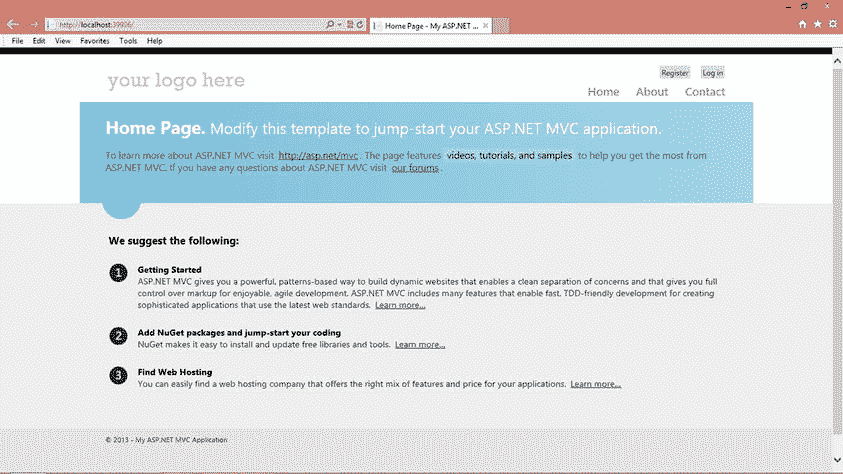 http://localhost:39926/
Home Page - My ASP.NET ...
File Edit View Favorites Tools Help
your logo here
Register Log in
Home About Contact
Home Page. Modify this template to jump-start your ASP.NET MVC application.
To learn more about ASP.NET MVC visit http://asp.net/mvc. The page features videos, tutorials, and samples to help you get the most from
ASP.NET MVC. If you have any questions about ASP.NET MVC visit our forums.
We suggest the following:
1 Getting Started
ASP.NET MVC gives you a powerful, patterns-based way to build dynamic websites that enables a clean separation of concerns and that gives you full
control over markup for enjoyable, agile development. ASP.NET MVC includes many features that enable fast, TDD-friendly development for creating
sophisticated applications that use the latest web standards. Learn more...
2 Add NuGet packages and jump-start your coding
NuGet makes it easy to install and update free libraries and tools. Learn more...
3 Find Web Hosting
You can easily find a web hosting company that offers the right mix of features and price for your applications. Learn more...
© 2013 - My ASP.NET MVC Application